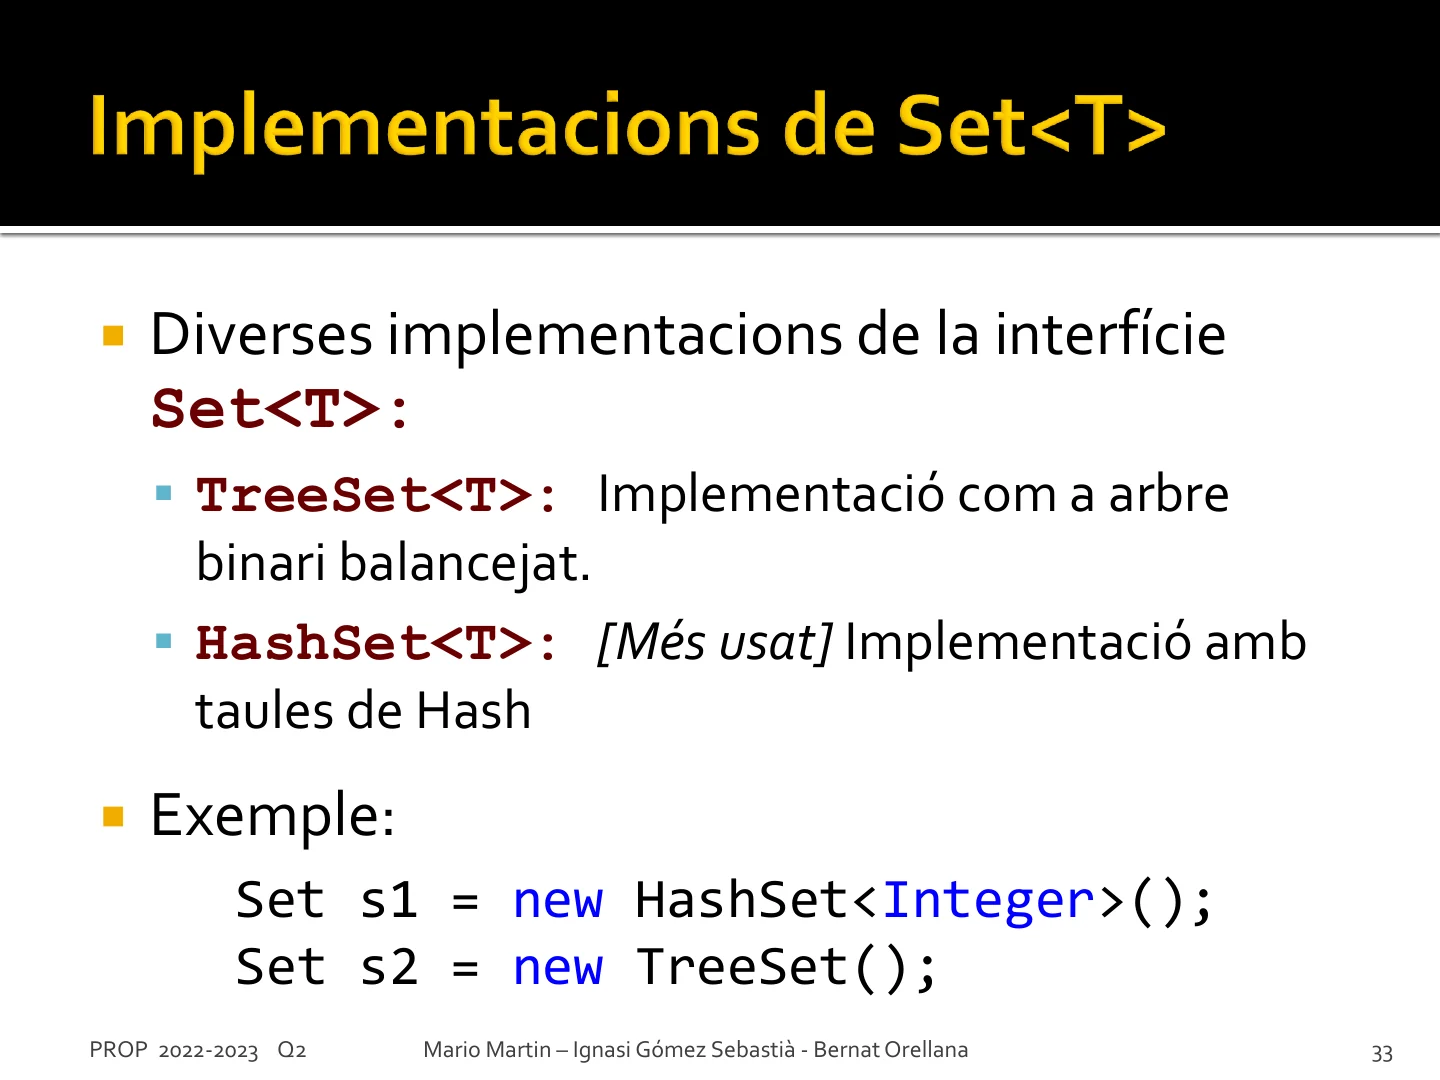 Implementacions de Set<T>
Diverses implementacions de la interfície
Set<T>:
TreeSet<T>: Implementació com a arbre
binari balancejat.
HashSet<T>: [Més usat] Implementació amb
taules de Hash
Exemple:
Set s1 = new HashSet<Integer>();
Set s2 = new TreeSet();
PROP 2022-2023 Q2 Mario Martin – Ignasi Gómez Sebastià - Bernat Orellana 33